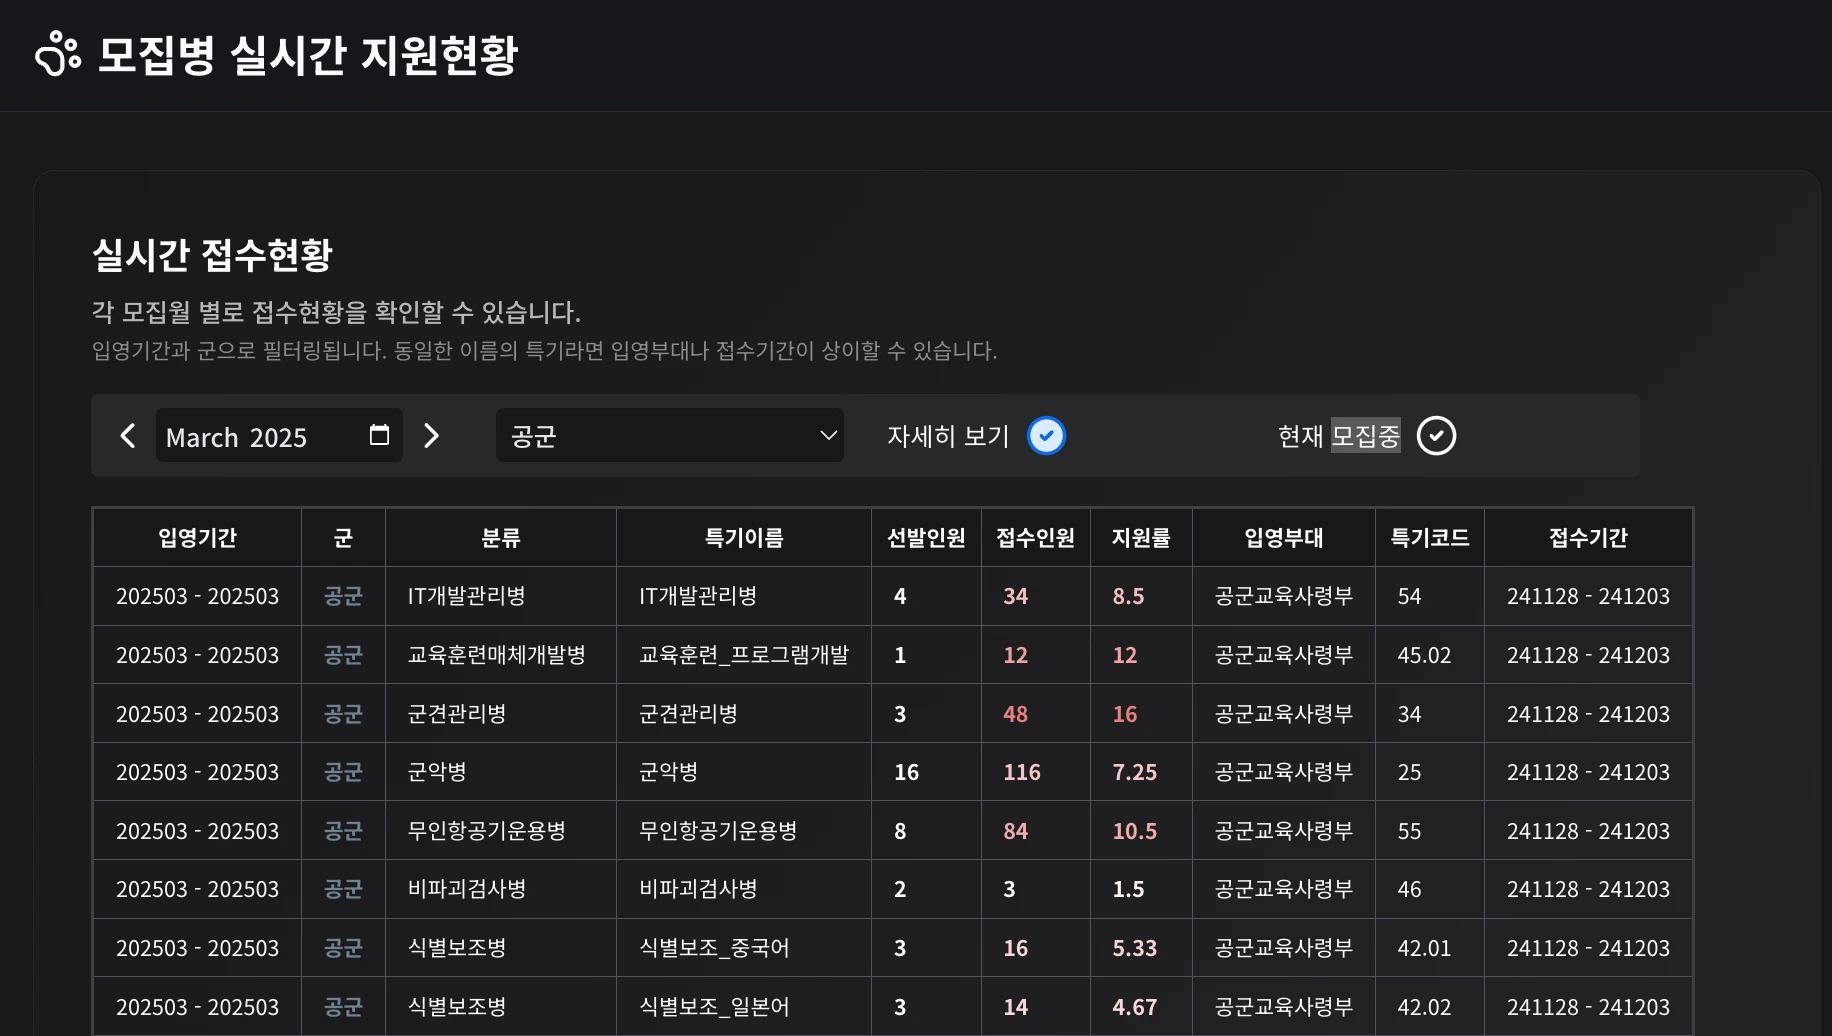 모집병 실시간 지원현황
실시간 접수현황
각 모집월 별로 접수현황을 확인할 수 있습니다.
입영기간과 군으로 필터링됩니다. 동일한 이름의 특기라면 입영부대나 접수기간이 상이할 수 있습니다.
March 2025 공군 자세히 보기 현재 모집중
입영기간 군 분류 특기이름 선발인원 접수인원 지원률 입영부대 특기코드 접수기간
202503 - 202503 공군 IT개발관리병 IT개발관리병 4 34 8.5 공군교육사령부 54 241128 - 241203
202503 - 202503 공군 교육훈련매체개발병 교육훈련_프로그램개발 1 12 12 공군교육사령부 45.02 241128 - 241203
202503 - 202503 공군 군견관리병 군견관리병 3 48 16 공군교육사령부 34 241128 - 241203
202503 - 202503 공군 군악병 군악병 16 116 7.25 공군교육사령부 25 241128 - 241203
202503 - 202503 공군 무인항공기운용병 무인항공기운용병 8 84 10.5 공군교육사령부 55 241128 - 241203
202503 - 202503 공군 비파괴검사병 비파괴검사병 2 3 1.5 공군교육사령부 46 241128 - 241203
202503 - 202503 공군 식별보조병 식별보조_중국어 3 16 5.33 공군교육사령부 42.01 241128 - 241203
202503 - 202503 공군 식별보조병 식별보조_일본어 3 14 4.67 공군교육사령부 42.02 241128 - 241203